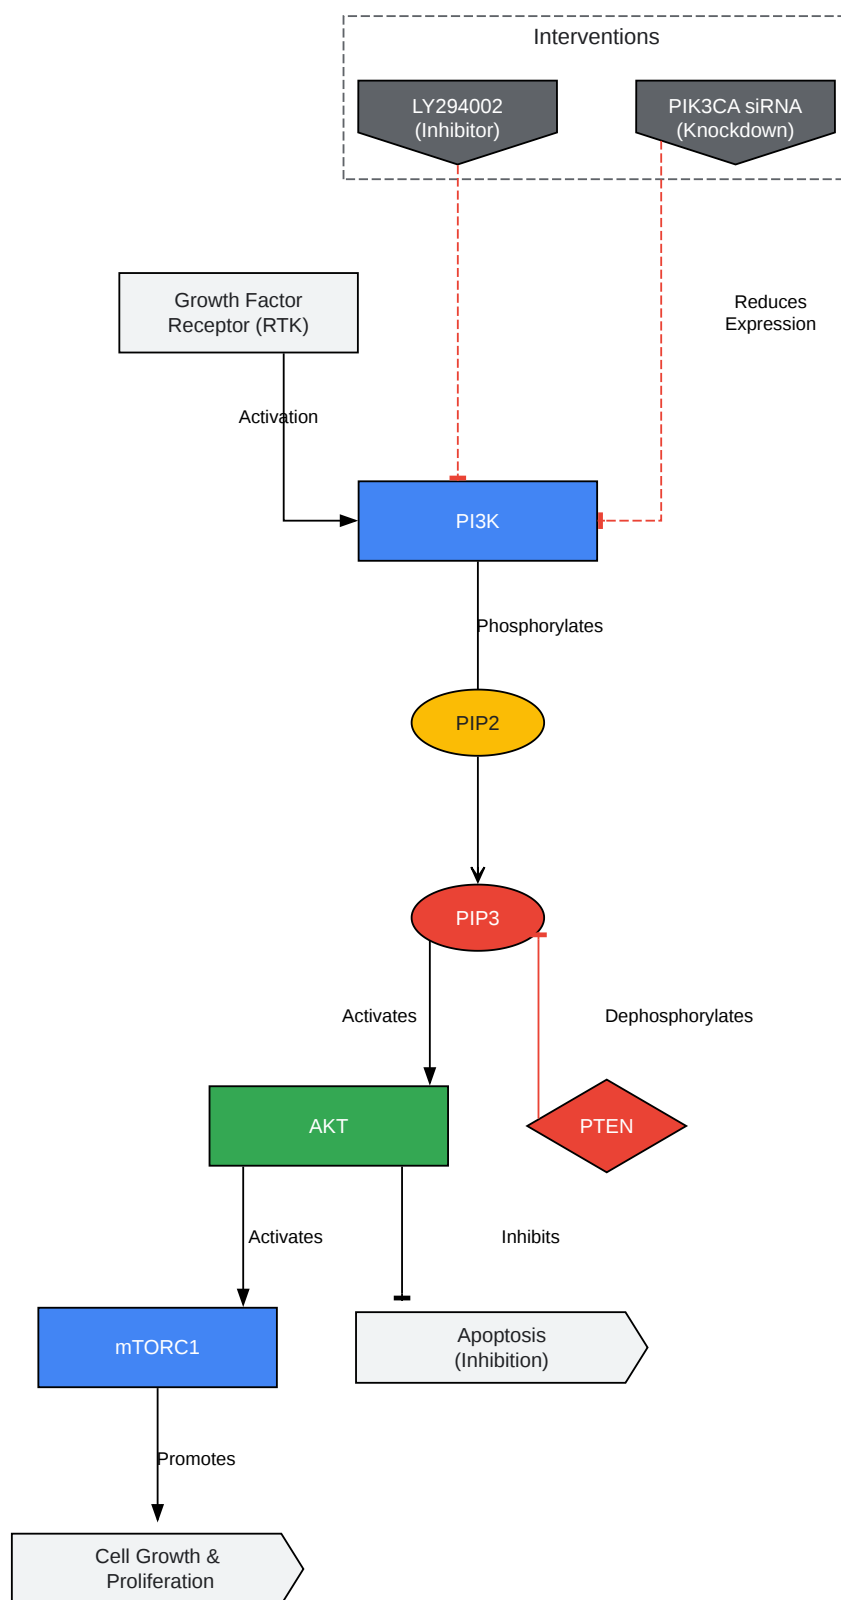 Interventions
LY294002
(Inhibitor)
PIK3CA siRNA
(Knockdown)
Growth Factor
Receptor (RTK)
Reduces
Expression
Activation
PI3K
Phosphorylates
PIP2
PIP3
Activates
Dephosphorylates
AKT
PTEN
Activates
Inhibits
mTORC1
Apoptosis
(Inhibition)
Promotes
Cell Growth &
Proliferation